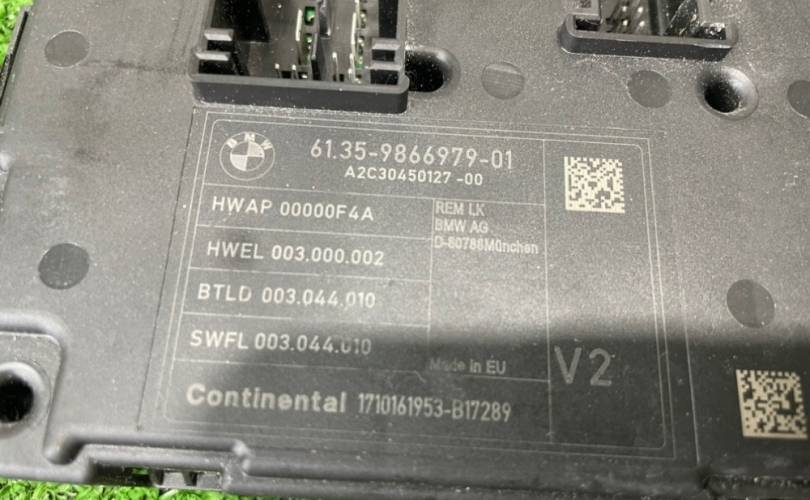 BMW
61.35-9866979-01
A2C30450127 -00
HWAP 00000F4A
REM LK
BMW AG
D-80788München
HWEL 003.000.002
BTLD 003.044.010
SWFL 003.044.010
Made in EU
V2
Continental 1710161953-B17289